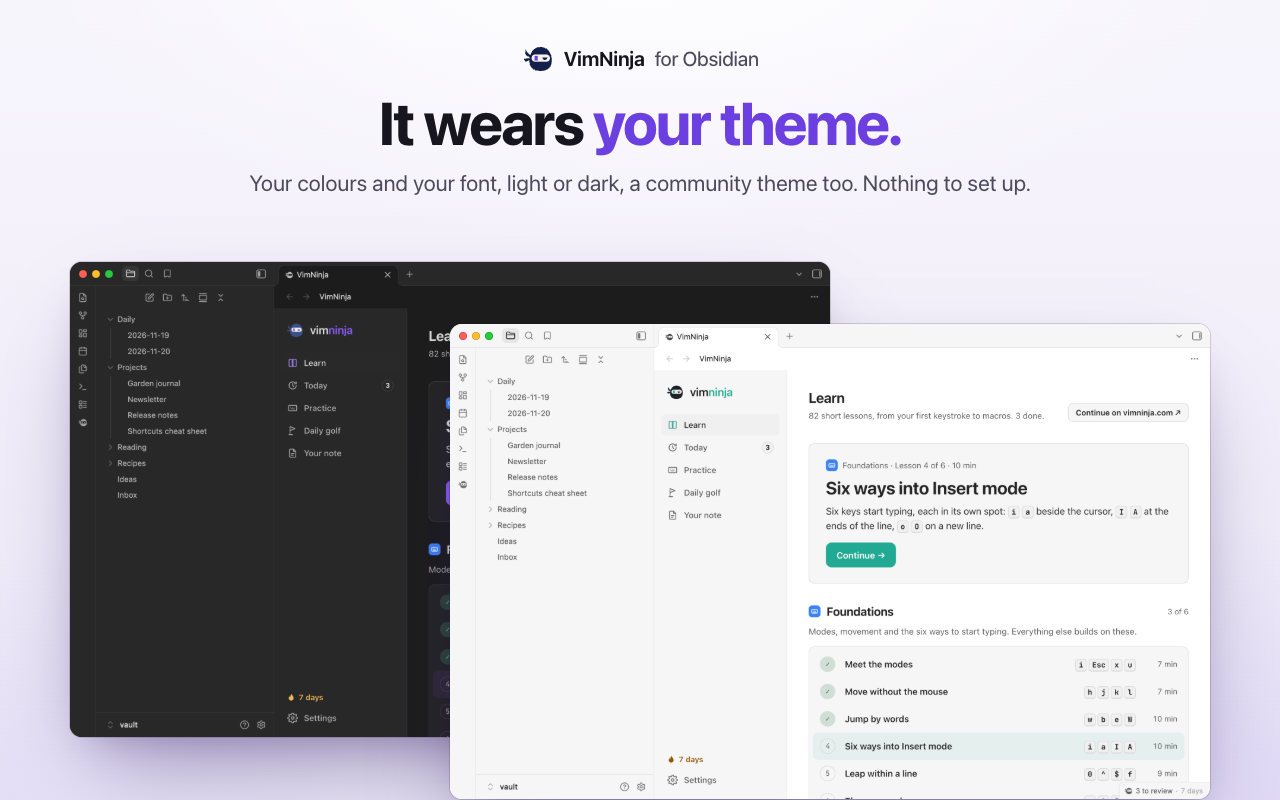 VimNinja for Obsidian
It wears your theme.
Your colours and your font, light or dark, a community theme too. Nothing to set up.
VimNinja
VimNinja
Daily
2026-11-19
2026-11-20
Projects
Garden journal
Newsletter
Release notes
Shortcuts cheat sheet
Reading
Recipes
Ideas
Inbox
vault
vimninja
Learn
Today 3
Practice
Daily golf
Your note
7 days
Settings
82
4
5
VimNinja
VimNinja
Daily
2026-11-19
2026-11-20
Projects
Garden journal
Newsletter
Release notes
Shortcuts cheat sheet
Reading
Recipes
Ideas
Inbox
vault
vimninja
Learn
Today 3
Practice
Daily golf
Your note
7 days
Settings
Learn
82 short lessons, from your first keystroke to macros. 3 done.
Continue on vimninja.com ↗
Foundations · Lesson 4 of 6 · 10 min
Six ways into Insert mode
Six keys start typing, each in its own spot: i a beside the cursor, I A at the
ends of the line, o O on a new line.
Continue →
Foundations 3 of 6
Modes, movement and the six ways to start typing. Everything else builds on these.
✓ Meet the modes i Esc x u 7 min
✓ Move without the mouse h j k l 7 min
✓ Jump by words w b e W 10 min
4 Six ways into Insert mode i a I A 10 min
5 Leap within a line 0 ^ $ f 9 min
3 to review · 7 days